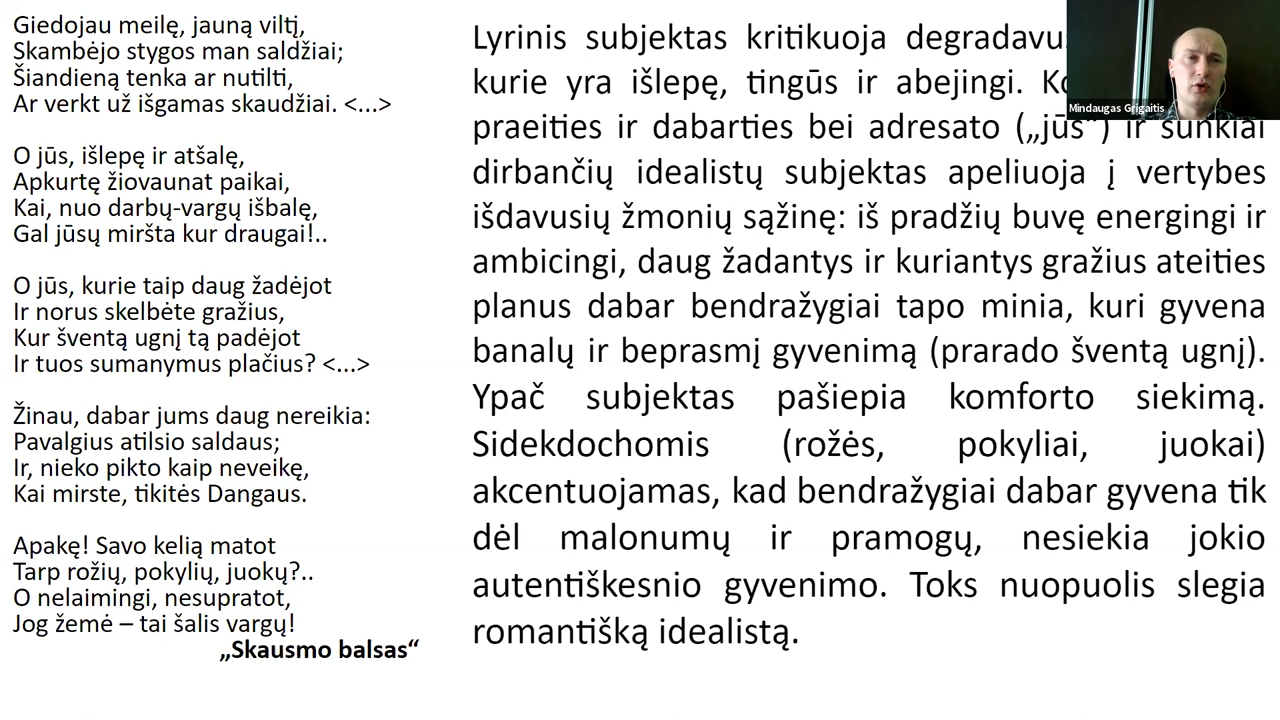 Giedojau meilę, jauną viltį,
Skambėjo stygos man saldžiai;
Šiandieną tenka ar nutilti,
Ar verkt už išgamas skaudžiai. <...>
O jūs, išlepę ir atšalę,
Apkurtę žiovaunat paikai,
Kai, nuo darbų-vargų išbalę,
Gal jūsų miršta kur draugai!..
O jūs, kurie taip daug žadėjot
Ir norus skelbėte gražius,
Kur šventą ugnį tą padėjot
Ir tuos sumanymus plačius? <...>
Žinau, dabar jums daug nereikia:
Pavalgius atilsio saldaus;
Ir, nieko pikto kaip neveikę,
Kai mirste, tikitės Dangaus.
Apakę! Savo kelią matot
Tarp rožių, pokylių, juokų?..
O nelaimingi, nesupratot,
Jog žemė – tai šalis vargų!
„Skausmo balsas“
Lyrinis subjektas kritikuoja
kurie yra išlepę, tingūs ir abejingi.
praeities ir dabarties bei adresato („jūs“) ir sunkiai
dirbančių idealistų subjektas apeliuoja į vertybes
išdavusių žmonių sąžinę: iš pradžių buvę energingi ir
ambicingi, daug žadantys ir kuriantys gražius ateities
planus dabar bendražygiai tapo minia, kuri gyvena
banalų ir beprasmį gyvenimą (prarado šventą ugnį).
Ypač subjektas pašiepia komforto siekimą.
Sidekdochomis (rožės, pokyliai, juokai)
akcentuojamas, kad bendražygiai dabar gyvena tik
dėl malonumų ir pramogų, nesiekia jokio
autentiškesnio gyvenimo. Toks nuopuolis slegia
romantišką idealistą.
Mindaugas Grigaitis